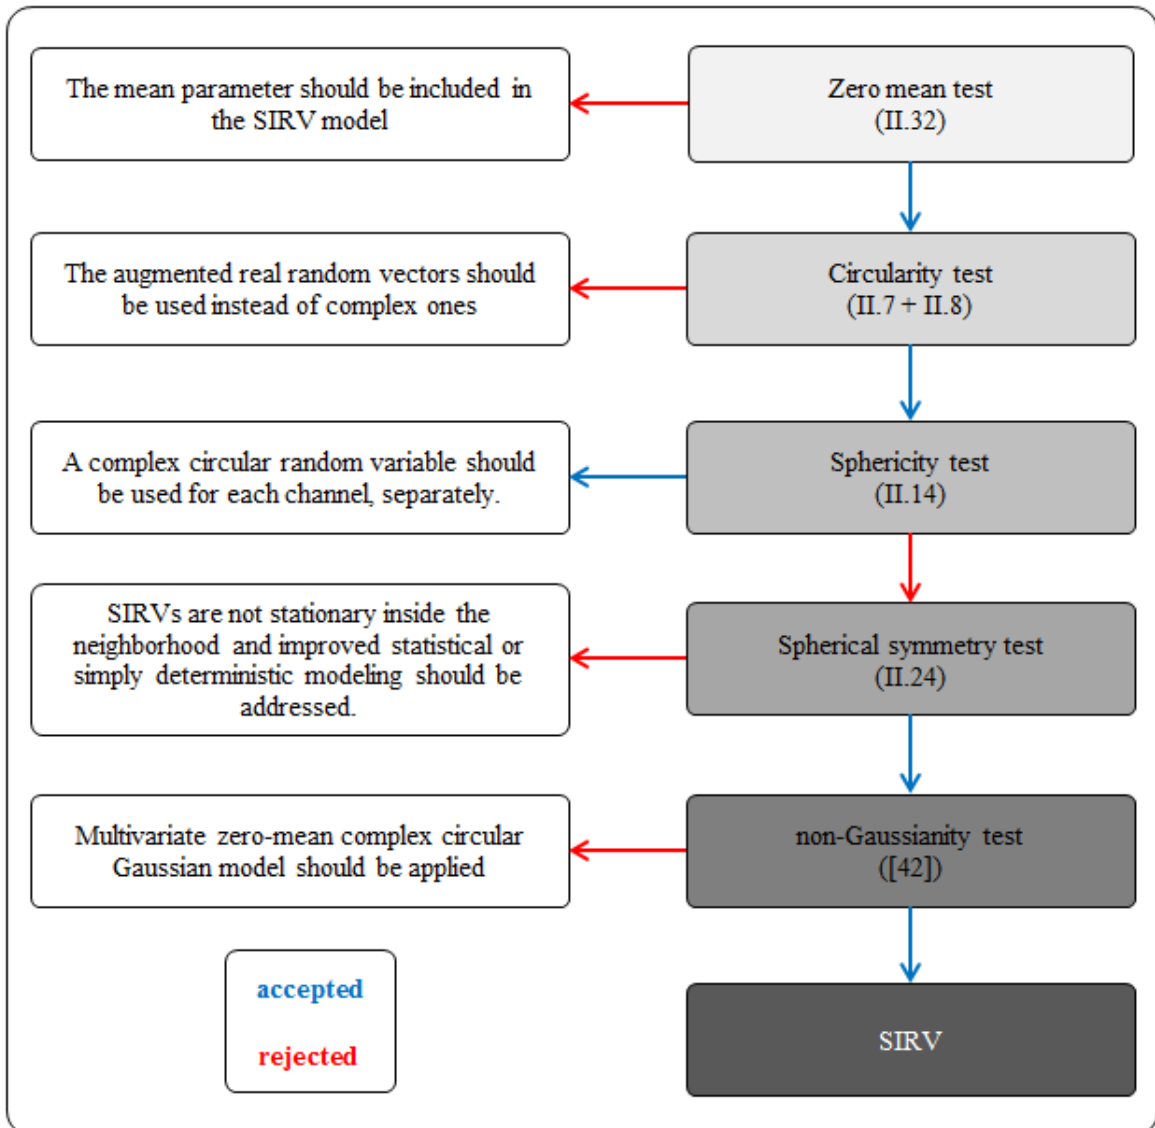 The mean parameter should be included in
the SIRV model
Zero mean test
(II.32)
The augmented real random vectors should
be used instead of complex ones
Circularity test
(II.7 + II.8)
A complex circular random variable should
be used for each channel, separately.
Sphericity test
(II.14)
SIRVs are not stationary inside the
neighborhood and improved statistical or
simply deterministic modeling should be
addressed.
Spherical symmetry test
(II.24)
Multivariate zero-mean complex circular
Gaussian model should be applied
non-Gaussianity test
([42])
accepted
rejected
SIRV